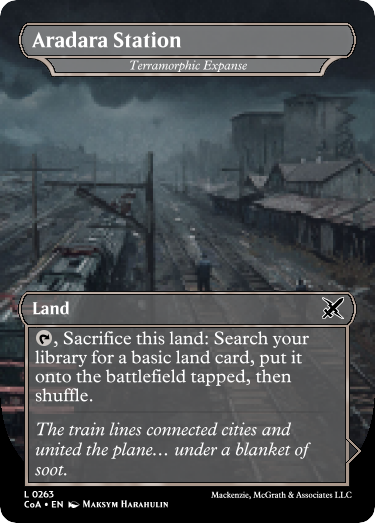 Aradara Station
Terramorphic Expanse
Land
, Sacrifice this land: Search your
library for a basic land card, put it
onto the battlefield tapped, then
shuffle.
The train lines connected cities and
united the plane… under a blanket of
soot.
L 0263
CoA • EN Maksym Harahulin
Mackenzie, McGrath & Associates LLC